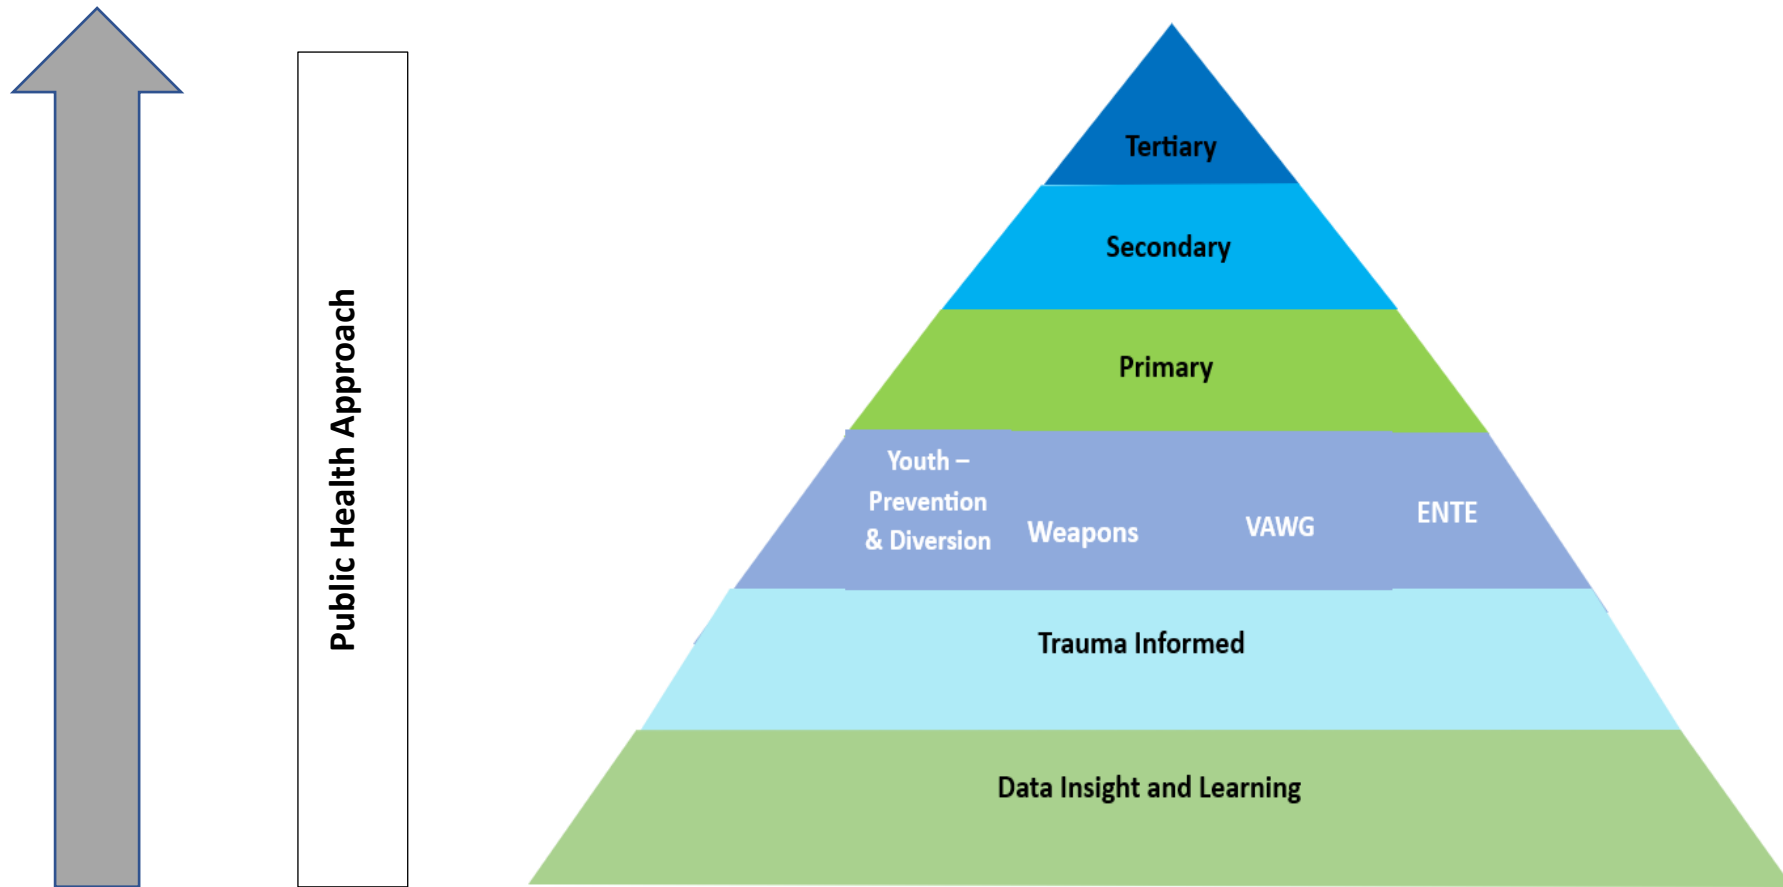 Public Health Approach
Tertiary
Secondary
Primary
Youth –
Prevention
& Diversion
Weapons
VAWG
ENTE
Trauma Informed
Data Insight and Learning